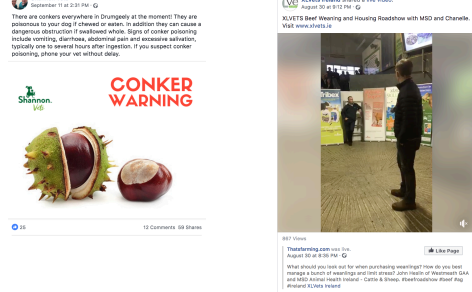 September 11 at 2:31 PM ·
There are conkers everywhere in Drumgeely at the moment! They are
poisonous to your dog if chewed or eaten. In addition they can cause a
dangerous obstruction if swallowed whole. Signs of conker poisoning
include vomiting, diarrhoea, abdominal pain and excessive salivation,
typically one to several hours after ingestion. If you suspect conker
poisoning, phone your vet without delay.
CONKER
WARNING
Shannon
Vets
26
12 Comments 59 Shares
August 30 at 9:12 PM ·
XLVETS Beef Weaning and Housing Roadshow with MSD and Chanelle.
Visit www.xlvets.ie
867 Views
Thatsfarming.com was live.
August 30 at 8:35 PM ·
Like Page
What should you look out for when purchasing weanlings? How do you best
manage a bunch of weanlings and limit stress? John Heslin of Westmeath GAA
and MSD Animal Health Ireland - Cattle & Sheep. #beefroadshow #beef #ag
#ireland XLVets Ireland